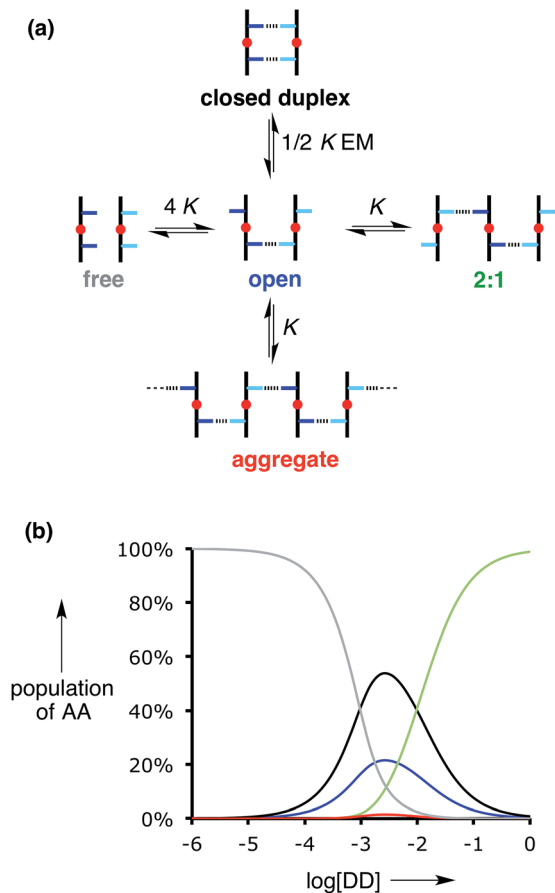 (a)
closed duplex
1/2 K EM
4 K
K
free
open
2:1
K
aggregate
(b)
100%
80%
60%
40%
20%
0%
population
of AA
-6
-5
-4
-3
-2
-1
0
log[DD]